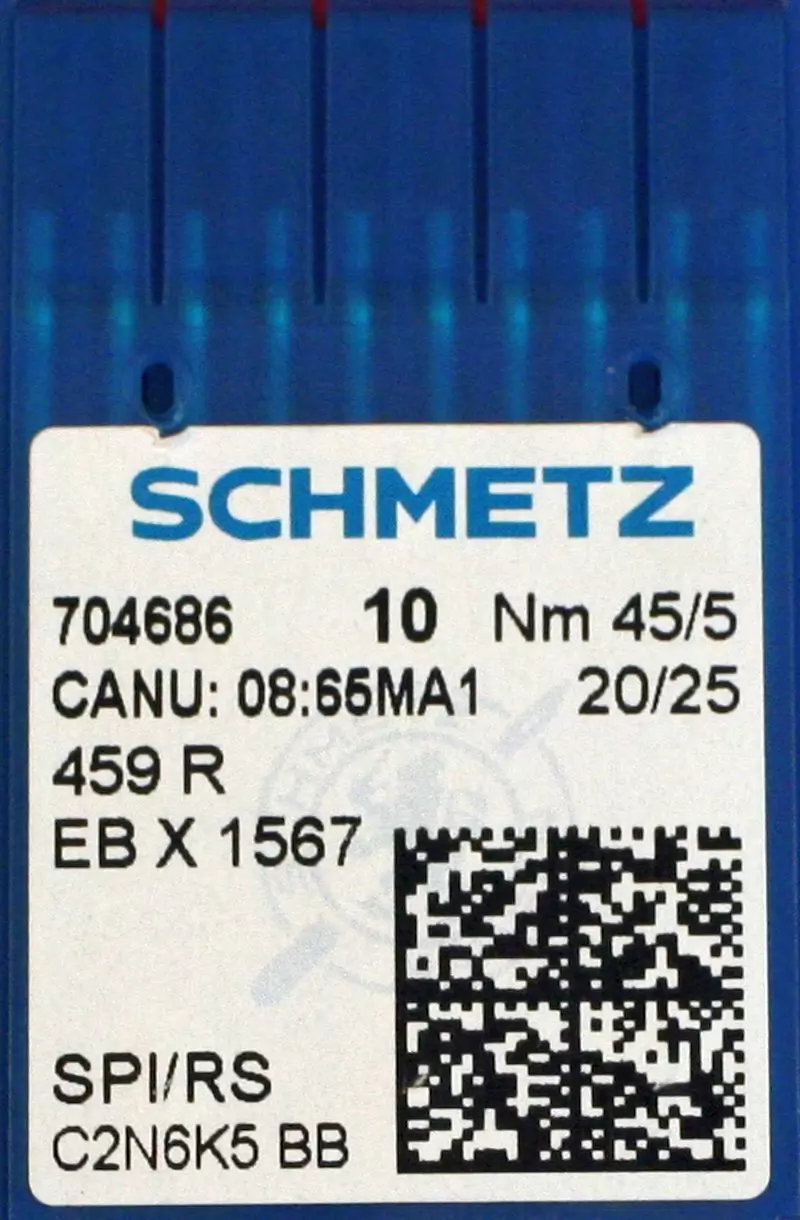 SCHMETZ
704686 10 Nm 45/5
CANU: 08:65MA1 20/25
459 R
EB X 1567
SPI/RS
C2N6K5 BB